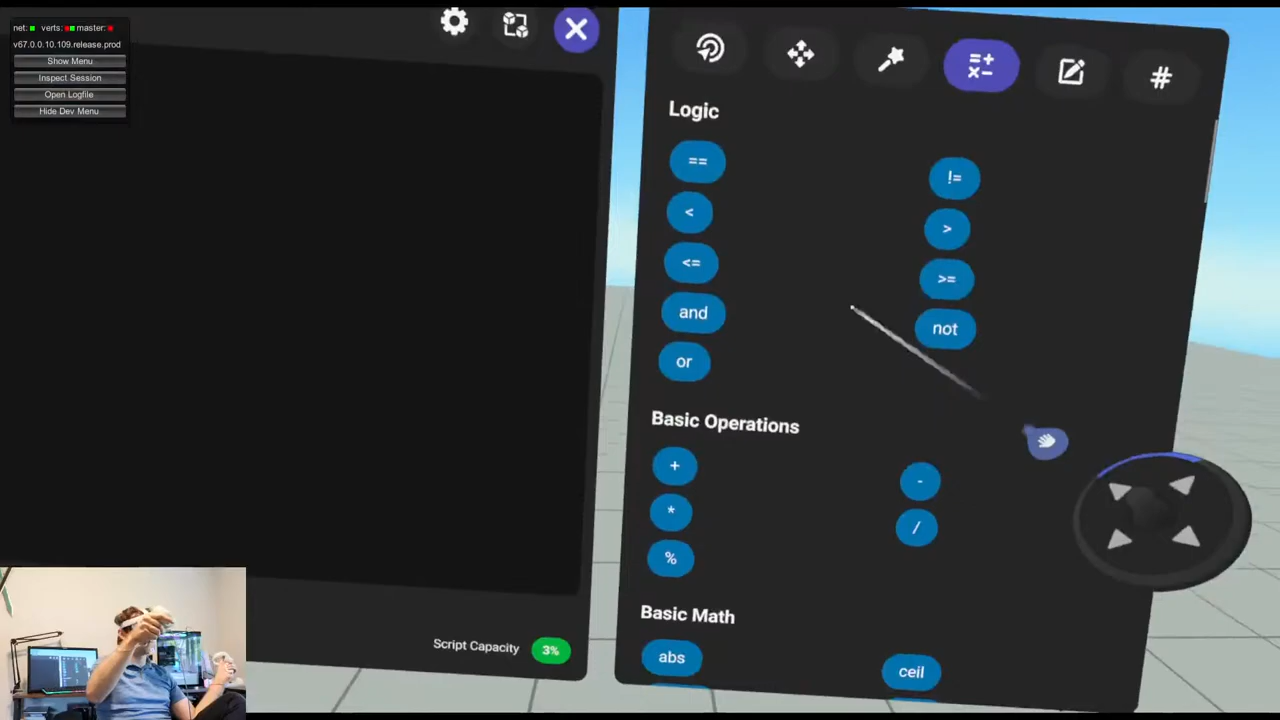 net: verts: master:
v67.0.0.10.109.release.prod
Show Menu
Inspect Session
Open Logfile
Hide Dev Menu
#
Logic
==
!=
<
>
<=
>=
and
not
or
Basic Operations
+
-
*
/
%
Basic Math
abs
ceil
Script Capacity 3%